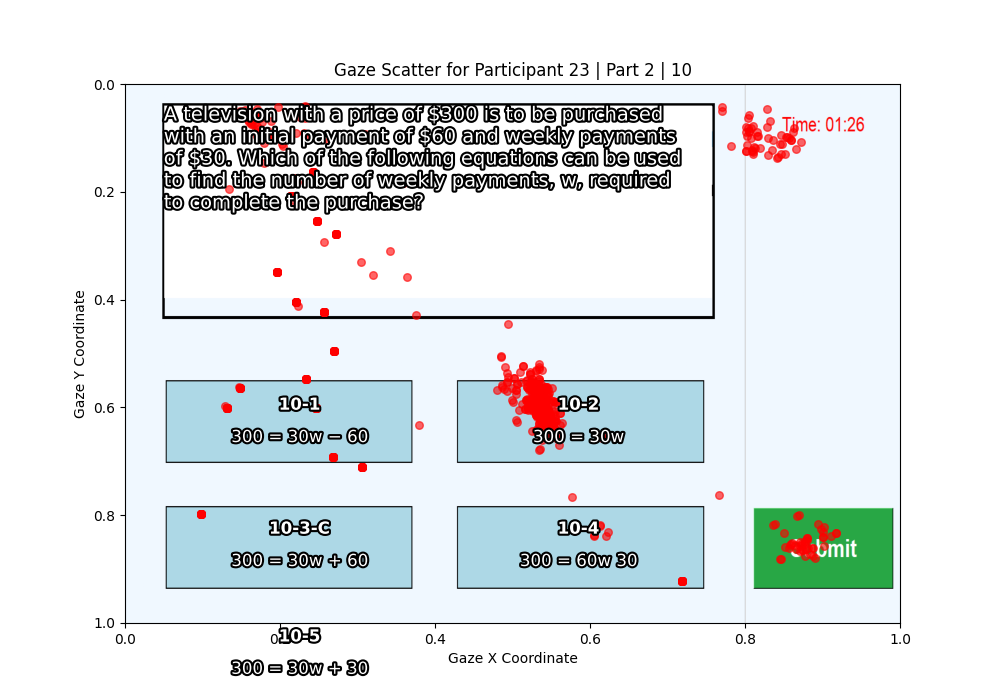 Gaze Scatter for Participant 23 | Part 2 | 10
A television with a price of $300 is to be purchased
with an initial payment of $60 and weekly payments
of $30. Which of the following equations can be used
to find the number of weekly payments, w, required
to complete the purchase?
Time: 01:26
10-1
300 = 30w − 60
10-2
300 = 30w
10-3-C
300 = 30w + 60
10-4
300 = 60w 30
Submit
10-5
300 = 30w + 30
0.0
0.2
0.4
0.6
0.8
1.0
Gaze Y Coordinate
0.0
0.2
0.4
0.6
0.8
1.0
Gaze X Coordinate